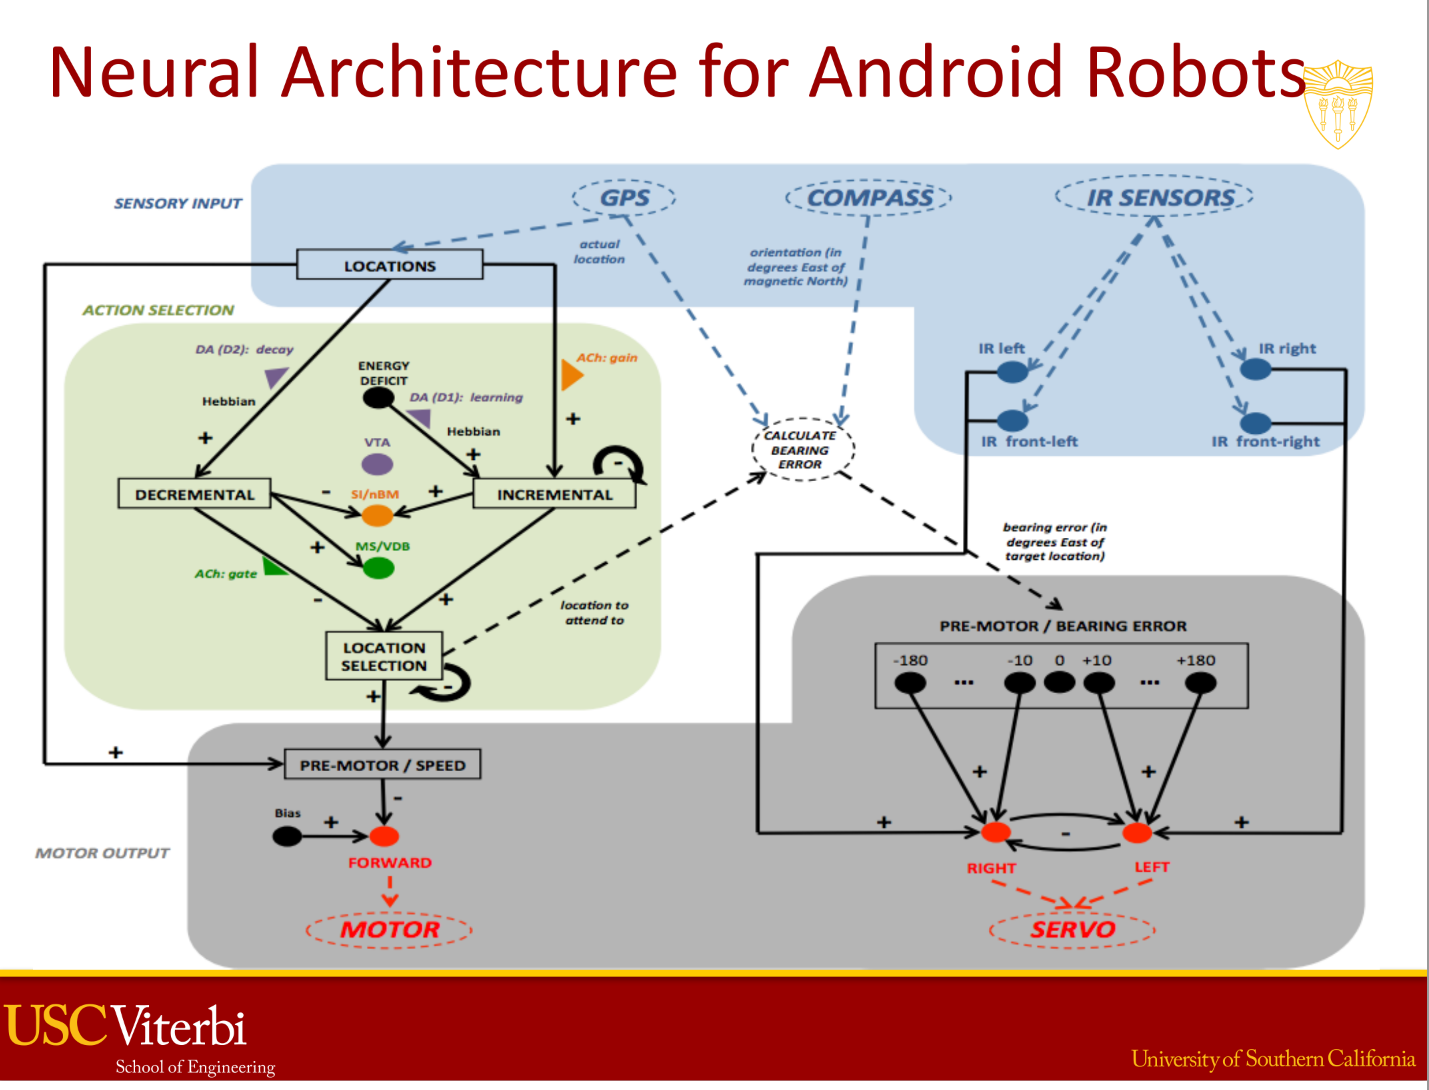 Neural Architecture for Android Robots
SENSORY INPUT
GPS
COMPASS
IR SENSORS
actual
location
orientation (in
degrees East of
magnetic North)
LOCATIONS
ACTION SELECTION
DA (D2): decay
ENERGY
DEFICIT
ACh: gain
IR left
IR right
Hebbian
DA (D1): learning
+
Hebbian
+
VTA
+
CALCULATE
BEARING
ERROR
IR front-left
IR front-right
-
DECREMENTAL
-
SI/nBM
+
INCREMENTAL
+
MS/VDB
bearing error (in
degrees East of
target location)
ACh: gate
-
+
location to
attend to
PRE-MOTOR / BEARING ERROR
LOCATION
SELECTION
-180
-10
0
+10
+180
...
...
-
+
+
PRE-MOTOR / SPEED
+
+
-
Bias
+
+
-
+
MOTOR OUTPUT
FORWARD
RIGHT
LEFT
MOTOR
SERVO
USC Viterbi
School of Engineering
University of Southern California